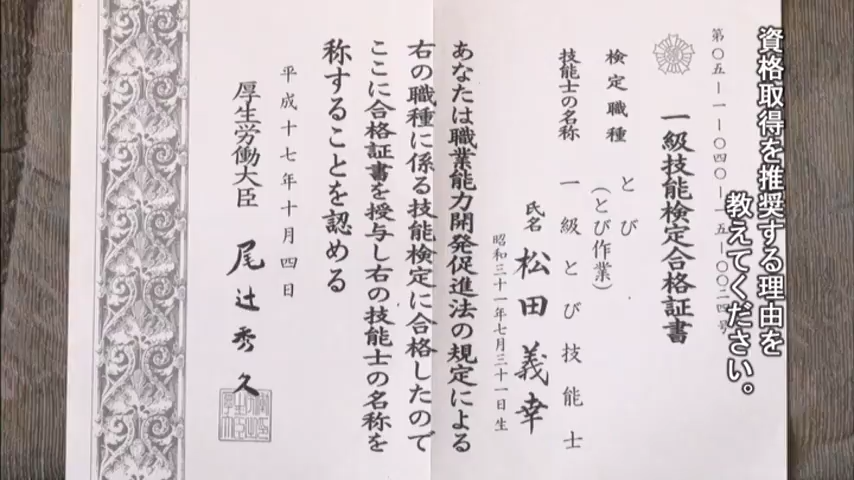 資格取得を推奨する理由を
教えてください。
第〇五－一－〇四〇－一五－〇〇二四号
一級技能検定合格証書
検定職種 とび
（とび作業）
技能士の名称 一級とび技能士
氏名 松田義幸
昭和三十一年七月三十一日生
あなたは職業能力開発促進法の規定による
右の職種に係る技能検定に合格したので
ここに合格証書を授与し右の技能士の名称を
称することを認める
平成十七年十月四日
厚生労働大臣 尾辻秀久